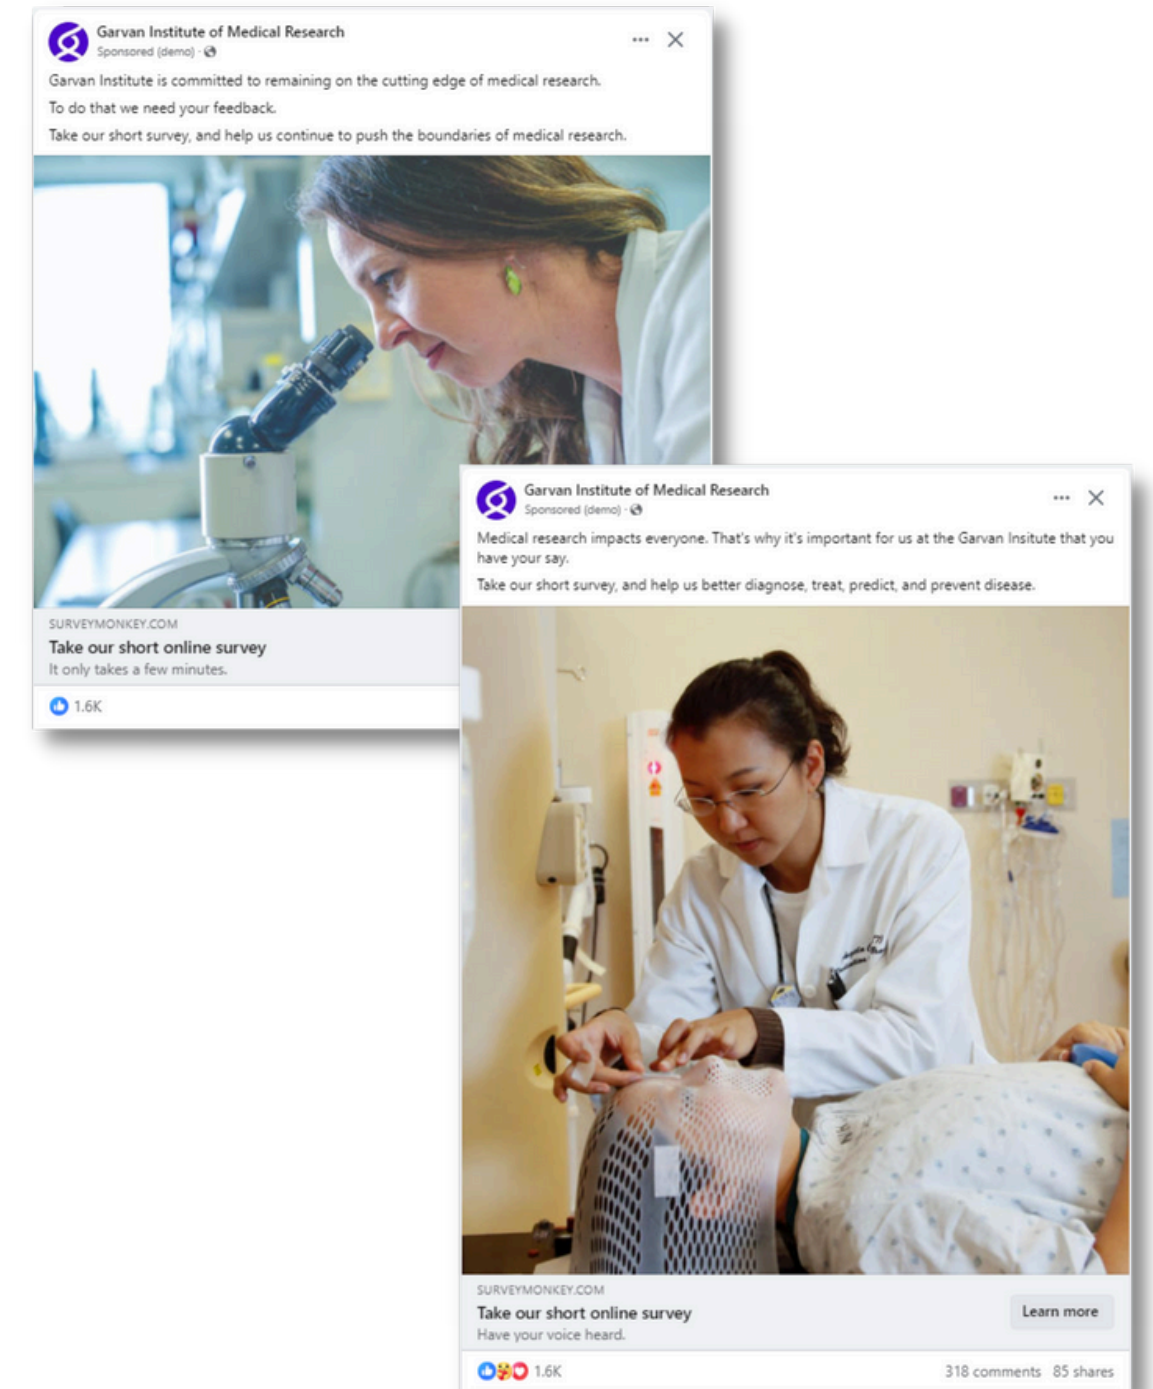 Garvan Institute of Medical Research
Sponsored (demo) ·
Garvan Institute is committed to remaining on the cutting edge of medical research.
To do that we need your feedback.
Take our short survey, and help us continue to push the boundaries of medical research.
SURVEYMONKEY.COM
Take our short online survey
It only takes a few minutes.
1.6K
Garvan Institute of Medical Research
Sponsored (demo) ·
Medical research impacts everyone. That's why it's important for us at the Garvan Insitute that you
have your say.
Take our short survey, and help us better diagnose, treat, predict, and prevent disease.
SURVEYMONKEY.COM
Take our short online survey
Learn more
Have your voice heard.
1.6K
318 comments 85 shares